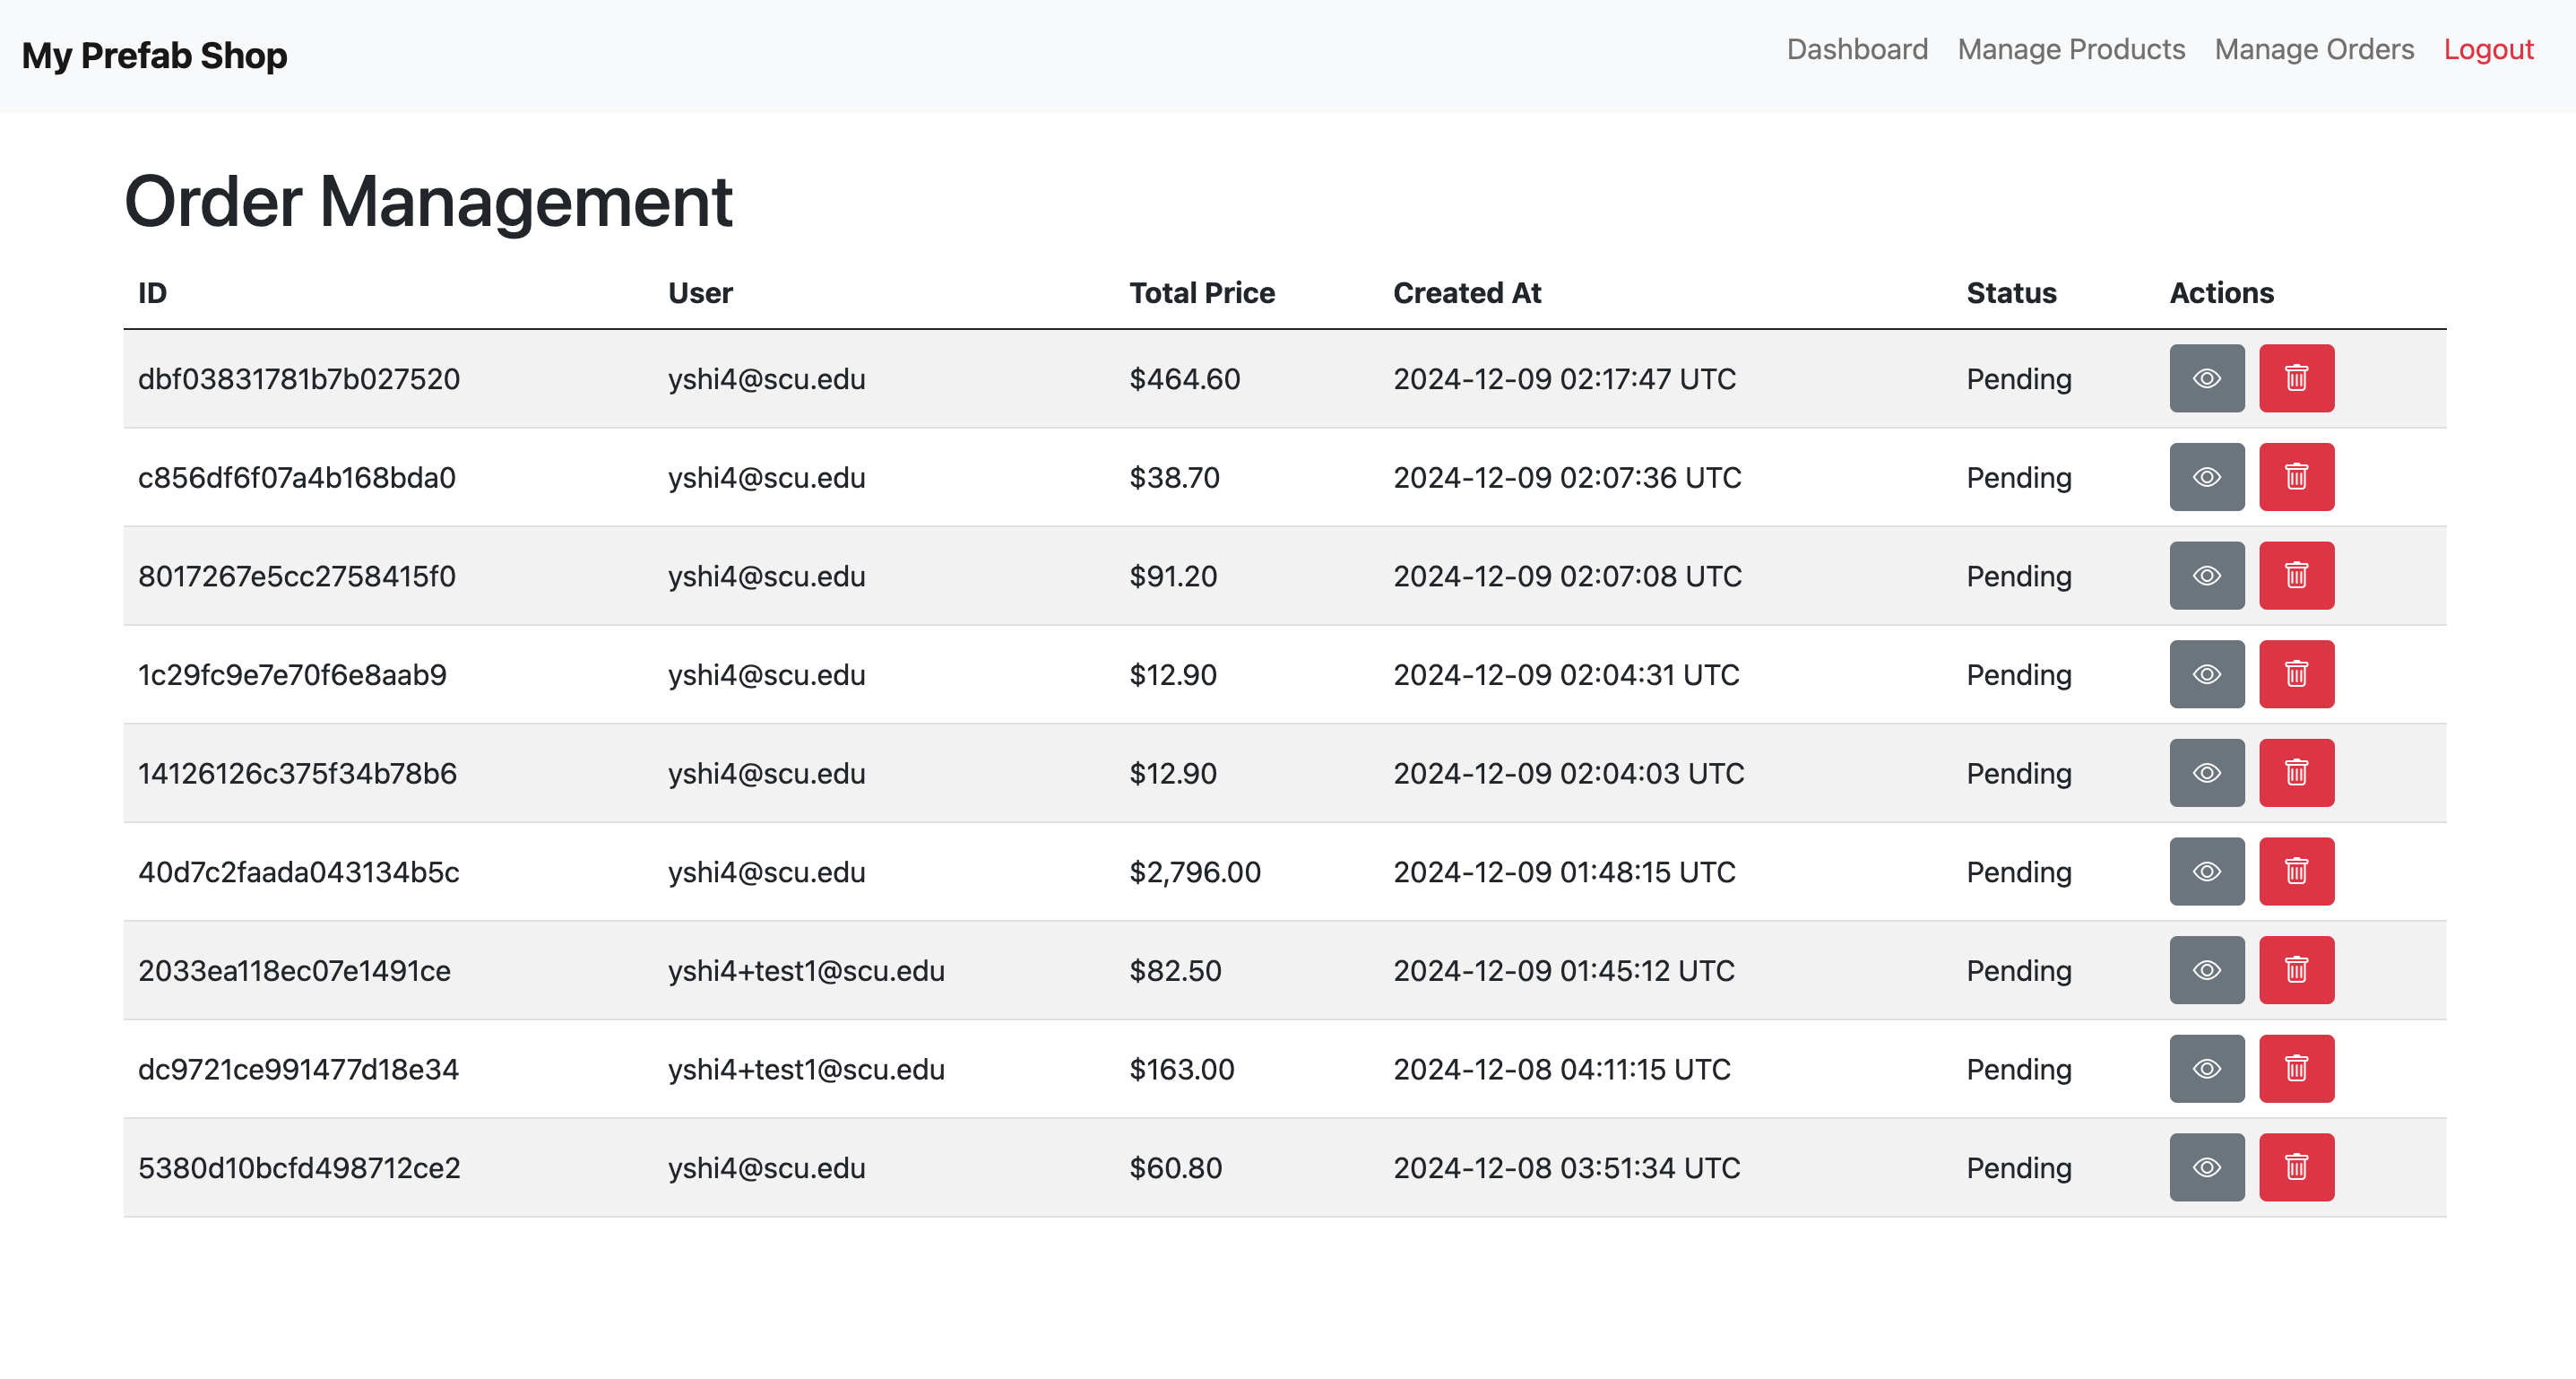 My Prefab Shop Dashboard Manage Products Manage Orders Logout
Order Management
ID User Total Price Created At Status Actions
dbf03831781b7b027520 yshi4@scu.edu $464.60 2024-12-09 02:17:47 UTC Pending
c856df6f07a4b168bda0 yshi4@scu.edu $38.70 2024-12-09 02:07:36 UTC Pending
8017267e5cc2758415f0 yshi4@scu.edu $91.20 2024-12-09 02:07:08 UTC Pending
1c29fc9e7e70f6e8aab9 yshi4@scu.edu $12.90 2024-12-09 02:04:31 UTC Pending
14126126c375f34b78b6 yshi4@scu.edu $12.90 2024-12-09 02:04:03 UTC Pending
40d7c2faada043134b5c yshi4@scu.edu $2,796.00 2024-12-09 01:48:15 UTC Pending
2033ea118ec07e1491ce yshi4+test1@scu.edu $82.50 2024-12-09 01:45:12 UTC Pending
dc9721ce991477d18e34 yshi4+test1@scu.edu $163.00 2024-12-08 04:11:15 UTC Pending
5380d10bcfd498712ce2 yshi4@scu.edu $60.80 2024-12-08 03:51:34 UTC Pending